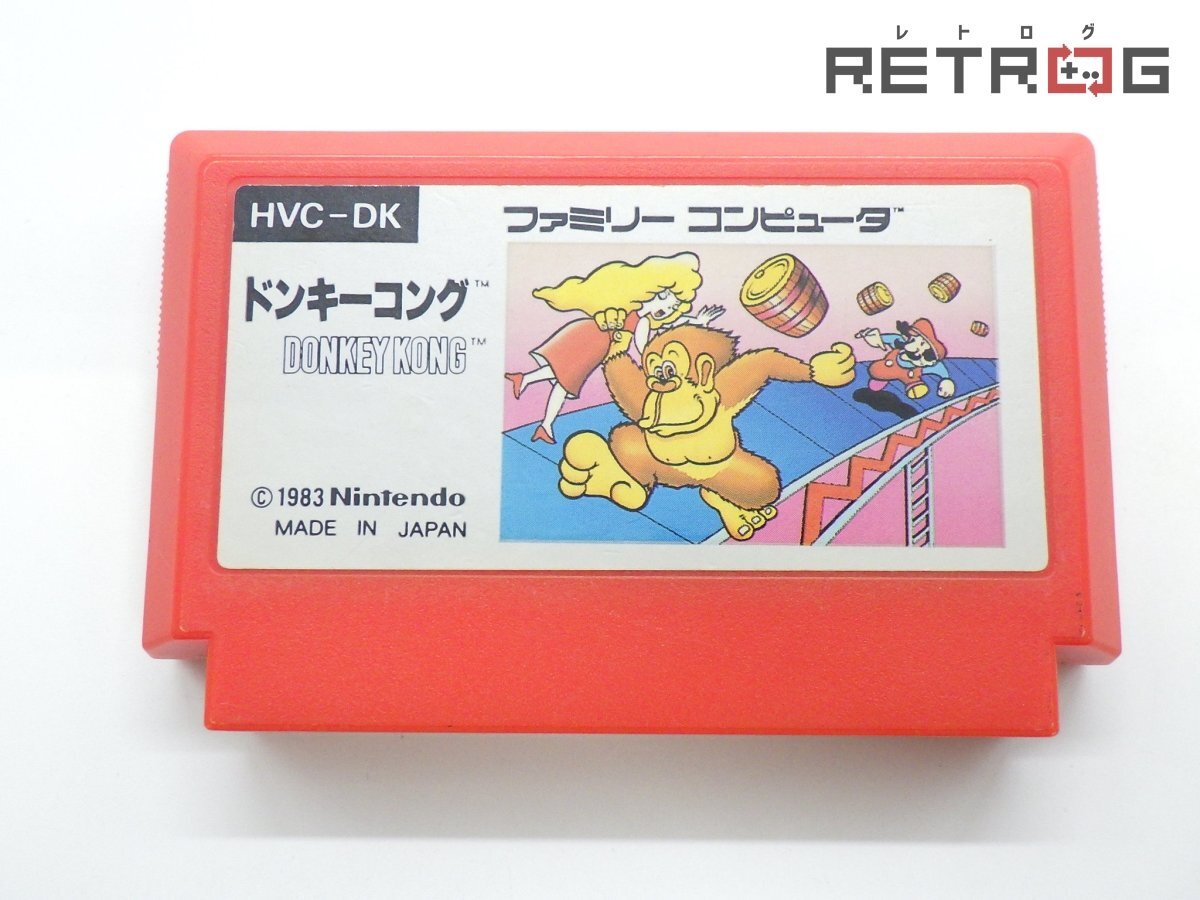 レトログ
RETROG
HVC-DK
ファミリー コンピュータ™
ドンキーコング™
DONKEY KONG™
©1983 Nintendo
MADE IN JAPAN